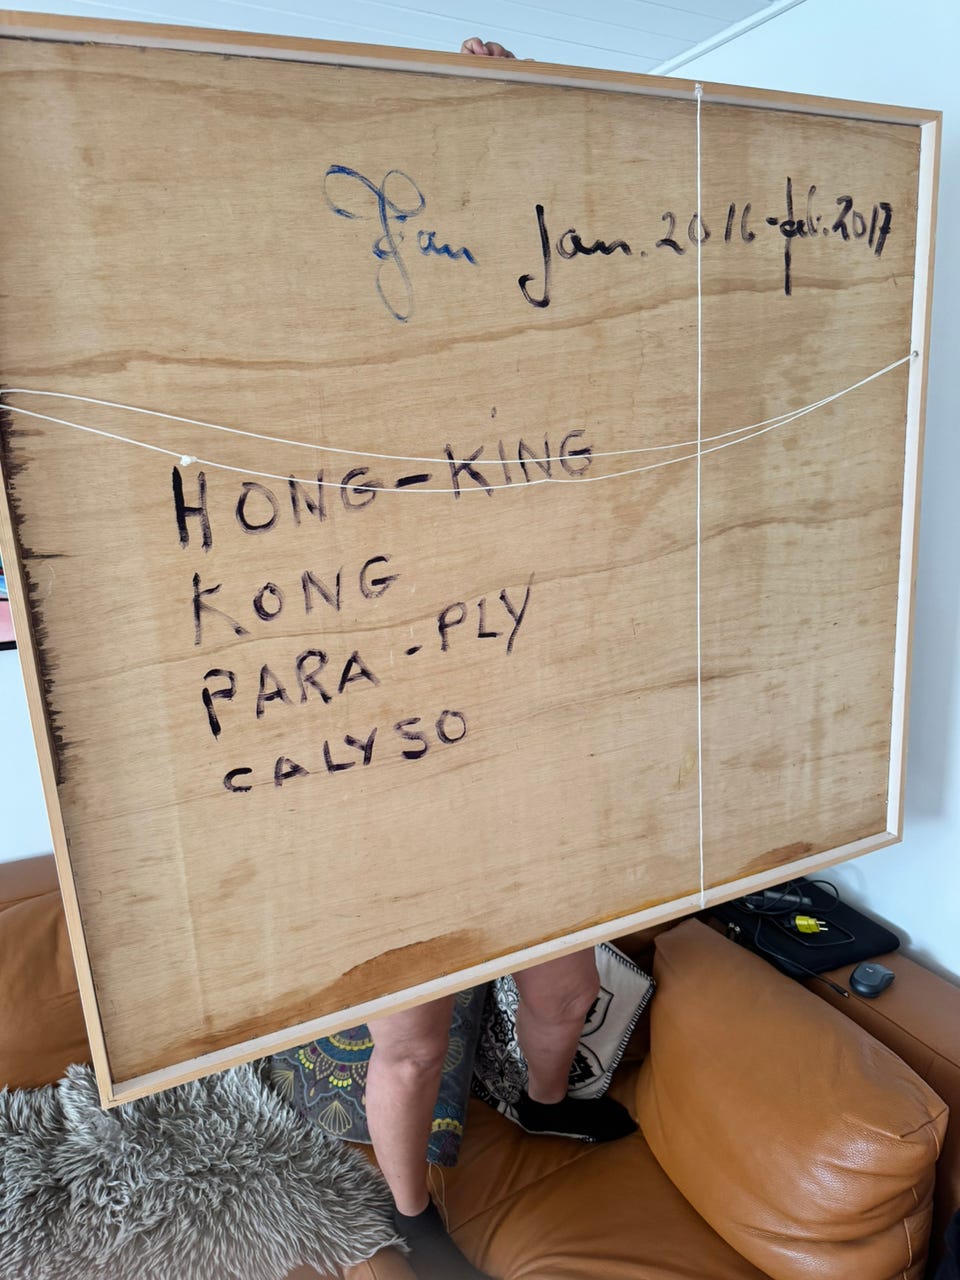 Jan Jan. 2016-feb. 2017
HONG-KING
KONG
PARA-PLY
CALYSO